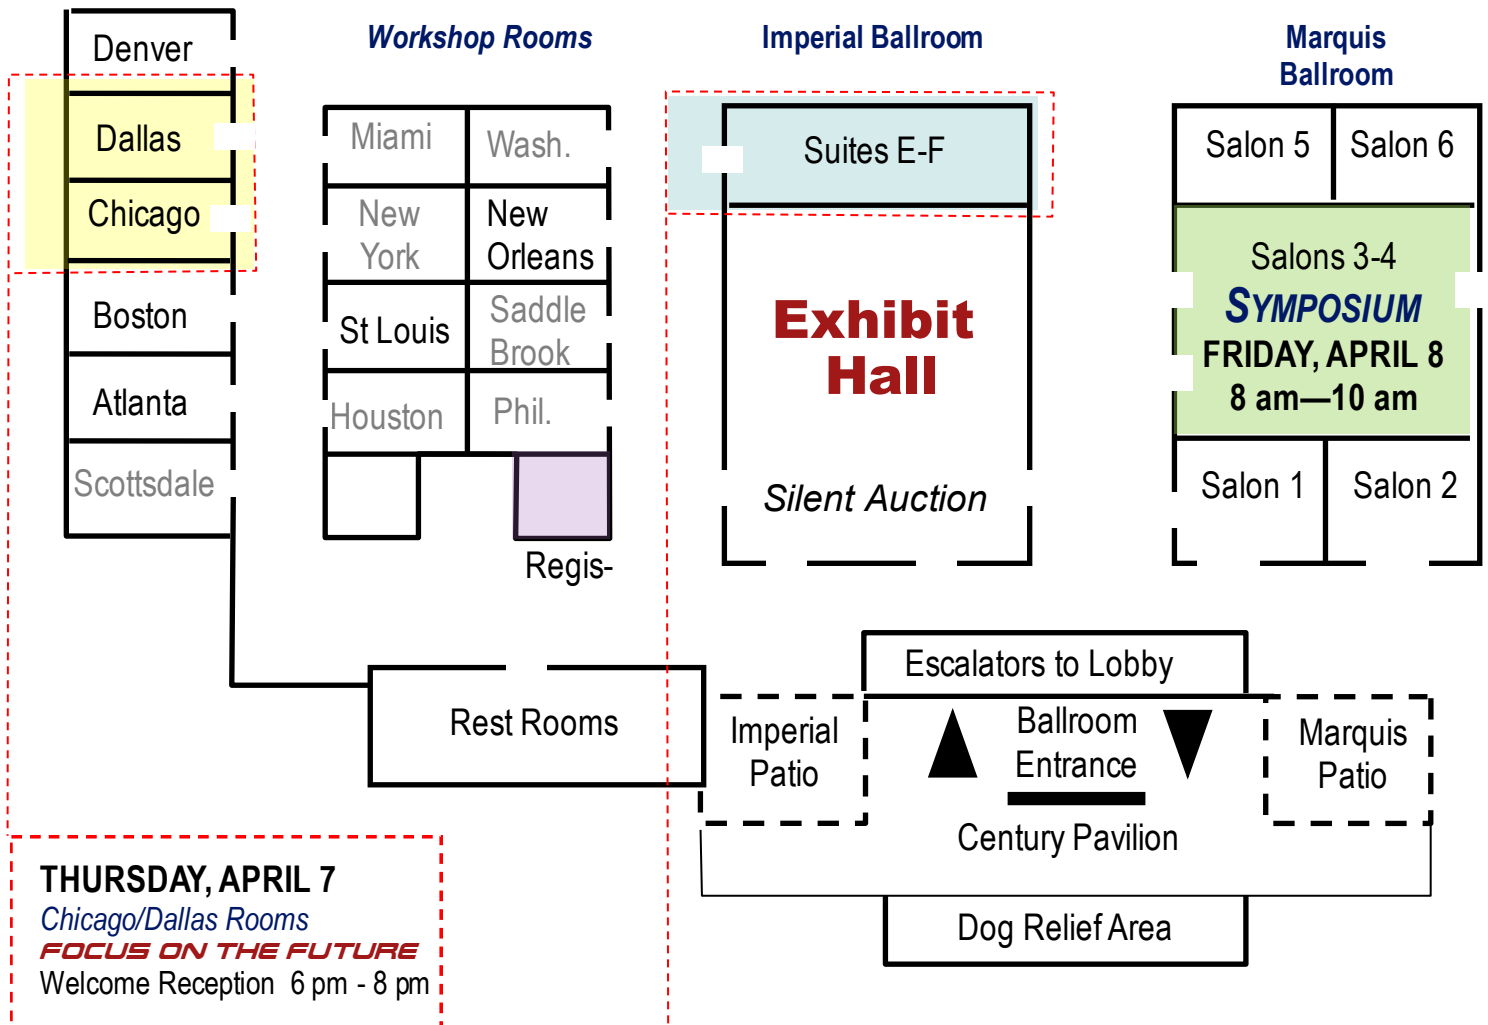 Workshop Rooms
Imperial Ballroom
Marquis
Ballroom
Denver
Dallas
Chicago
Boston
Atlanta
Scottsdale
Miami
Wash.
New
York
New
Orleans
St Louis
Saddle
Brook
Houston
Phil.
Regis-
Suites E-F
Exhibit
Hall
Silent Auction
Salon 5
Salon 6
Salons 3-4
SYMPOSIUM
FRIDAY, APRIL 8
8 am—10 am
Salon 1
Salon 2
Rest Rooms
Imperial
Patio
Escalators to Lobby
Ballroom
Entrance
Marquis
Patio
Century Pavilion
Dog Relief Area
THURSDAY, APRIL 7
Chicago/Dallas Rooms
FOCUS ON THE FUTURE
Welcome Reception 6 pm - 8 pm